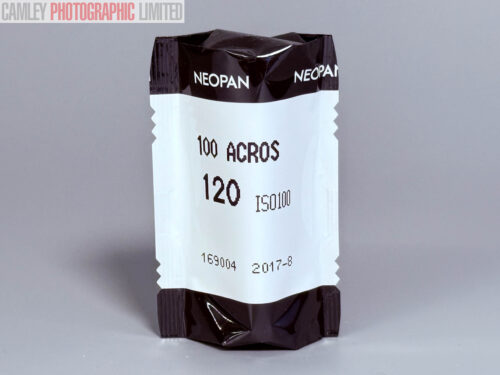 CAMLEY PHOTOGRAPHIC LIMITED
NEOPAN NEOPAN
100 ACROS
120 ISO100
169004 2017-8